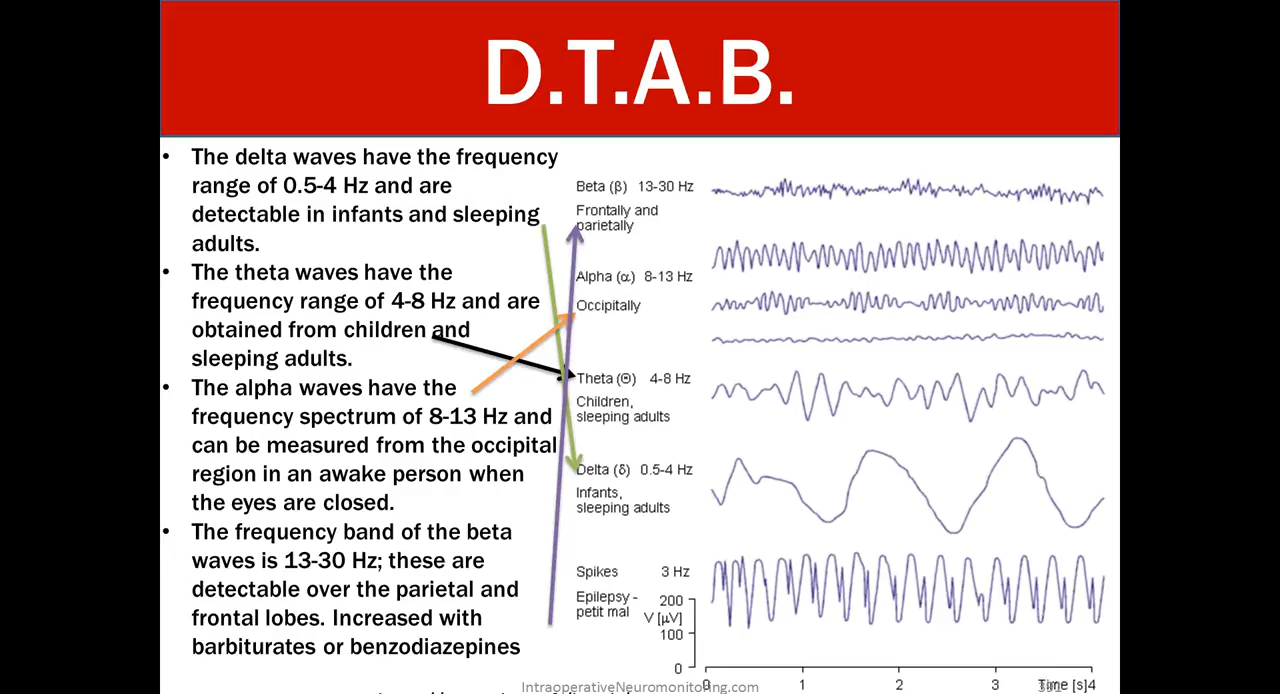 D.T.A.B.
• The delta waves have the frequency
range of 0.5-4 Hz and are
detectable in infants and sleeping
adults.
• The theta waves have the
frequency range of 4-8 Hz and are
obtained from children and
sleeping adults.
• The alpha waves have the
frequency spectrum of 8-13 Hz and
can be measured from the occipital
region in an awake person when
the eyes are closed.
• The frequency band of the beta
waves is 13-30 Hz; these are
detectable over the parietal and
frontal lobes. Increased with
barbiturates or benzodiazepines
Beta (β) 13-30 Hz
Frontally and
parietally
Alpha (α) 8-13 Hz
Occipitally
Theta (Θ) 4-8 Hz
Children,
sleeping adults
Delta (δ) 0.5-4 Hz
Infants,
sleeping adults
Spikes 3 Hz
Epilepsy -
petit mal
200
V [µV]
100
0
0 1 2 3 Time [s] 4
IntraoperativeNeuromonitoring.com